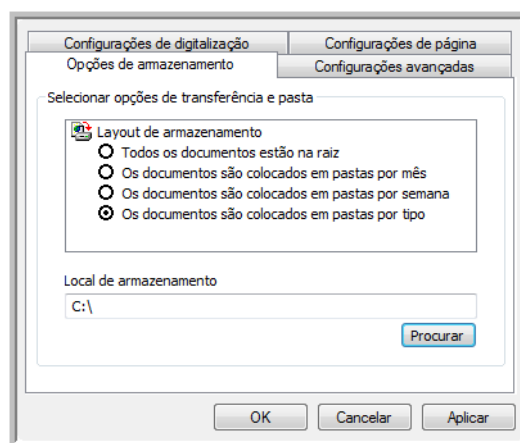 Configurações de digitalização
Configurações de página
Opções de armazenamento
Configurações avançadas
Selecionar opções de transferência e pasta
Layout de armazenamento
Todos os documentos estão na raiz
Os documentos são colocados em pastas por mês
Os documentos são colocados em pastas por semana
Os documentos são colocados em pastas por tipo
Local de armazenamento
C:\
Procurar
OK
Cancelar
Aplicar